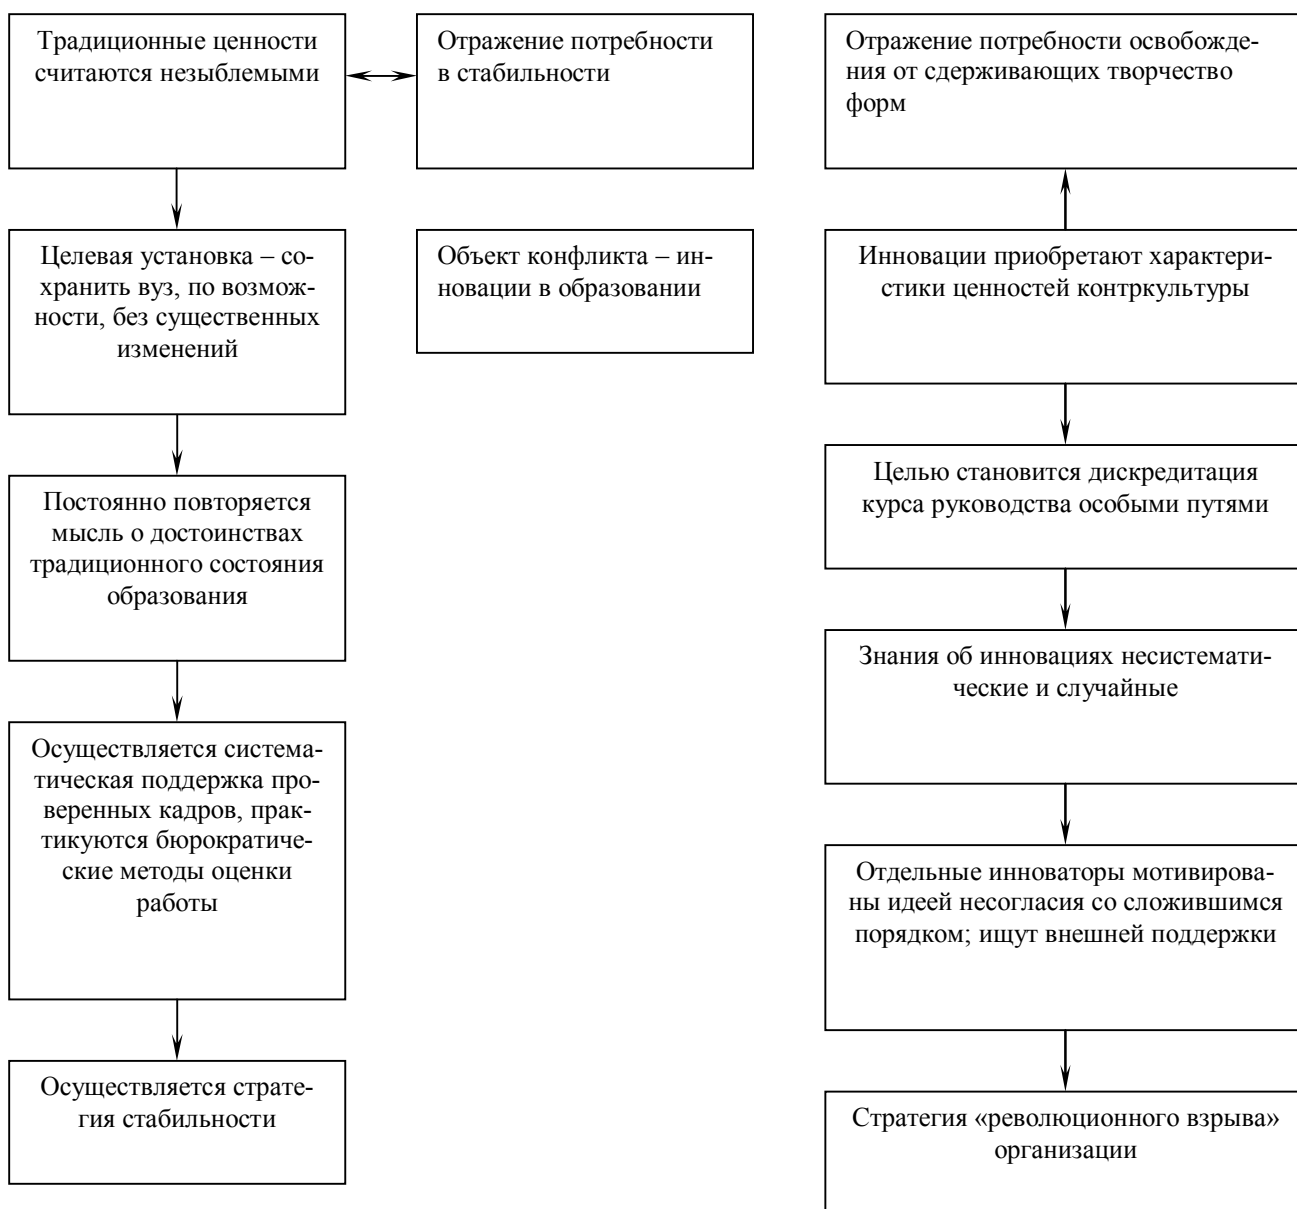 Традиционные ценности
считаются незыблемыми
Отражение потребности
в стабильности
Отражение потребности освобожде-
ния от сдерживающих творчество
форм
Целевая установка – со-
хранить вуз, по возмож-
ности, без существенных
изменений
Объект конфликта – ин-
новации в образовании
Инновации приобретают характери-
стики ценностей контркультуры
Целью становится дискредитация
курса руководства особыми путями
Постоянно повторяется
мысль о достоинствах
традиционного состояния
образования
Знания об инновациях несистемати-
ческие и случайные
Осуществляется система-
тическая поддержка про-
веренных кадров, прак-
тикуются бюрократиче-
ские методы оценки
работы
Отдельные инноваторы мотивирова-
ны идеей несогласия со сложившимся
порядком; ищут внешней поддержки
Осуществляется страте-
гия стабильности
Стратегия «революционного взрыва»
организации